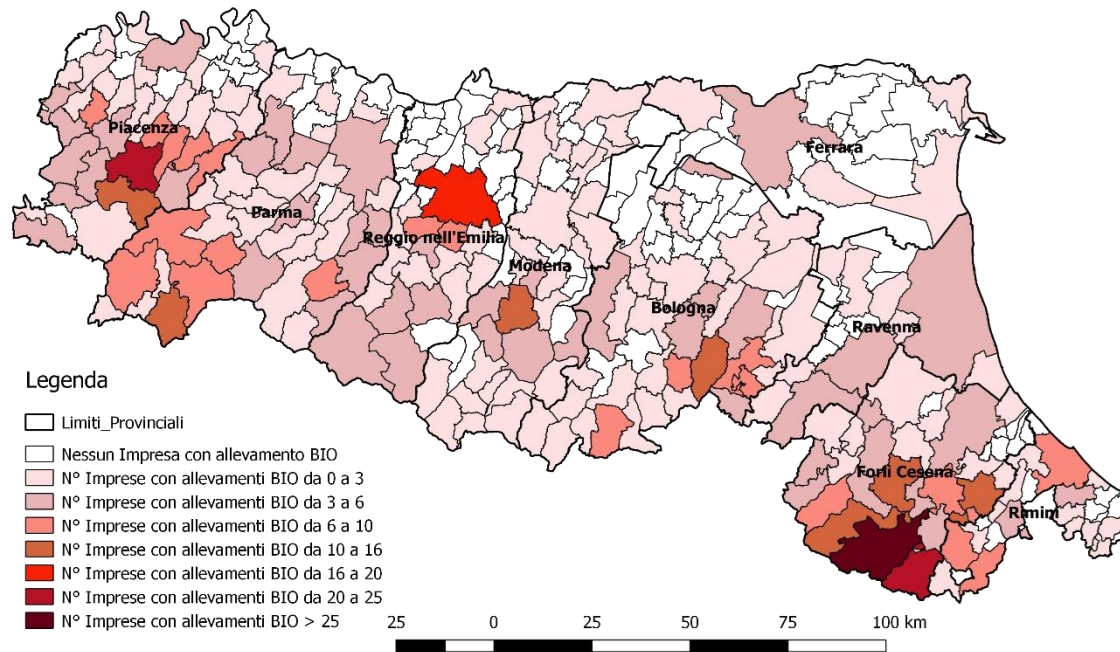 Piacenza
Ferrara
Parma
Reggio nell'Emilia
Modena
Bologna
Ravenna
Forlì Cesena
Rimini
Legenda
Limiti_Provinciali
Nessun Impresa con allevamento BIO
N° Imprese con allevamenti BIO da 0 a 3
N° Imprese con allevamenti BIO da 3 a 6
N° Imprese con allevamenti BIO da 6 a 10
N° Imprese con allevamenti BIO da 10 a 16
N° Imprese con allevamenti BIO da 16 a 20
N° Imprese con allevamenti BIO da 20 a 25
N° Imprese con allevamenti BIO > 25
25 0 25 50 75 100 km